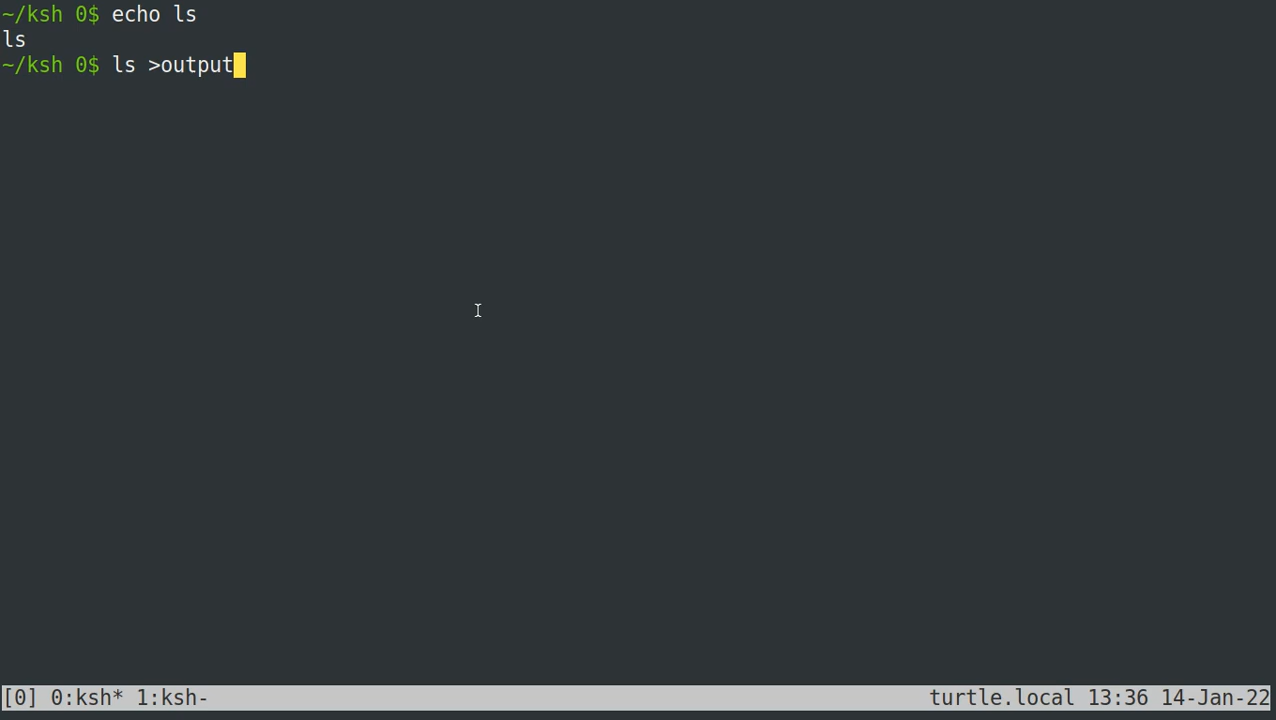 ~/ksh 0$ echo ls
ls
~/ksh 0$ ls >output
[0] 0:ksh* 1:ksh- turtle.local 13:36 14-Jan-22